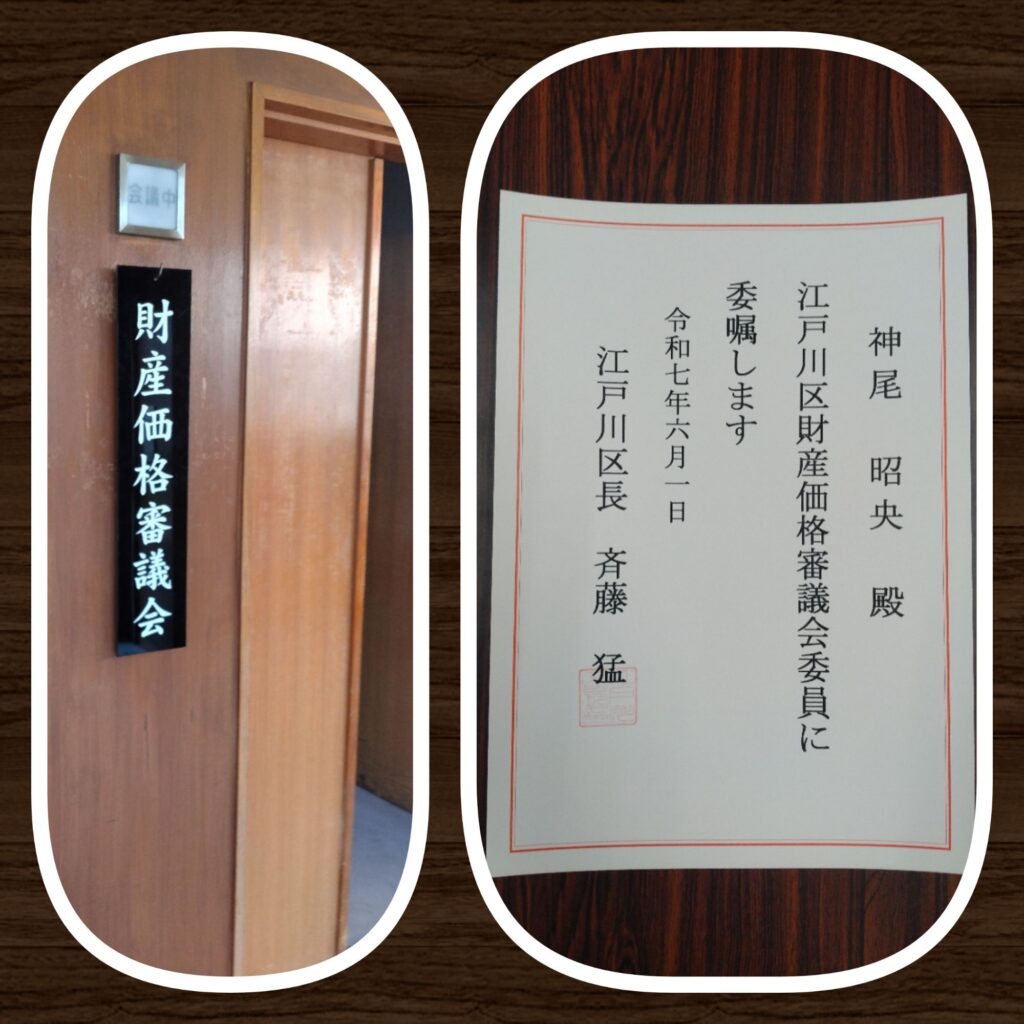 会議中
財産価格審議会
神尾 昭央 殿
江戸川区財産価格審議会委員に
委嘱します
令和七年六月一日
江戸川区長 斉藤 猛